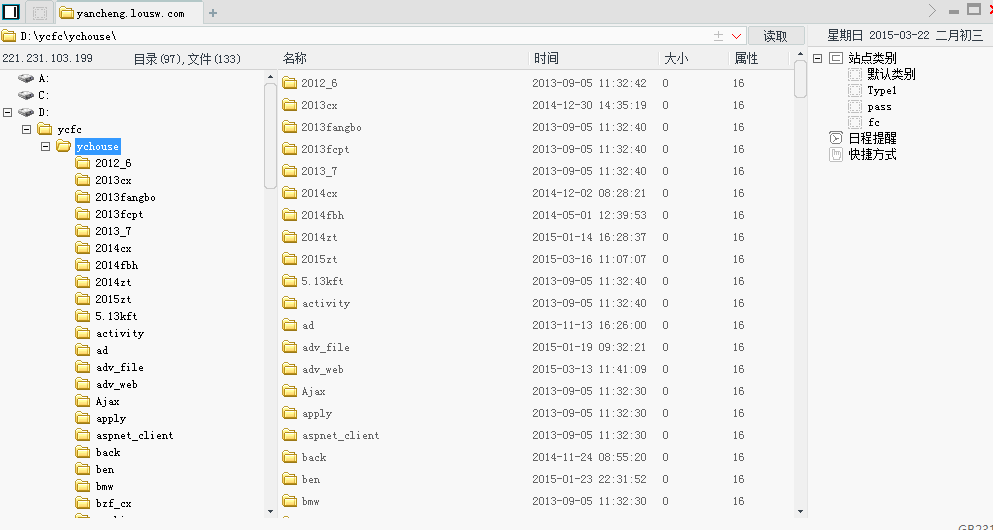 yancheng.lousw.com
D:\ycfc\ychouse\
读取
星期日 2015-03-22 二月初三
221.231.103.199 目录(97),文件(133)
名称 时间 大小 属性
A:
C:
D:
ycfc
ychouse
2012_6
2013cx
2013fangbo
2013fcpt
2013_7
2014cx
2014fbh
2014zt
2015zt
5.13kft
activity
ad
adv_file
adv_web
Ajax
apply
aspnet_client
back
ben
bmw
bzf_cx
2012_6 2013-09-05 11:32:42 0 16
2013cx 2014-12-30 14:35:19 0 16
2013fangbo 2013-09-05 11:32:40 0 16
2013fcpt 2013-09-05 11:32:40 0 16
2013_7 2013-09-05 11:32:40 0 16
2014cx 2014-12-02 08:28:21 0 16
2014fbh 2014-05-01 12:39:53 0 16
2014zt 2015-01-14 16:28:37 0 16
2015zt 2015-03-16 11:07:07 0 16
5.13kft 2013-09-05 11:32:40 0 16
activity 2013-09-05 11:32:40 0 16
ad 2013-11-13 16:26:00 0 16
adv_file 2015-01-19 09:32:21 0 16
adv_web 2015-03-13 11:41:09 0 16
Ajax 2013-09-05 11:32:30 0 16
apply 2013-09-05 11:32:30 0 16
aspnet_client 2013-09-05 11:32:30 0 16
back 2014-11-24 08:55:20 0 16
ben 2015-01-23 22:31:52 0 16
bmw 2013-09-05 11:32:30 0 16
站点类别
默认类别
Type1
pass
fc
日程提醒
快捷方式